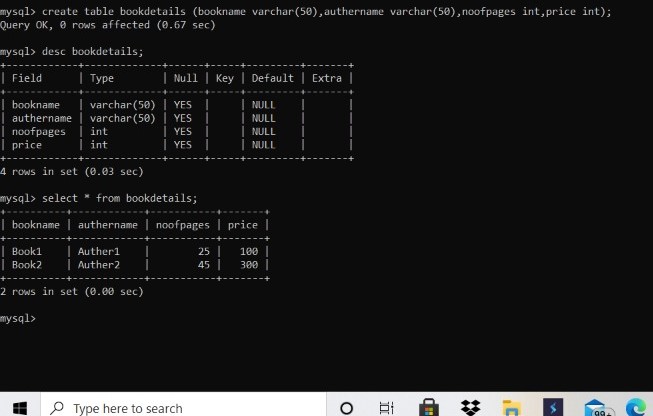 mysql> create table bookdetails (bookname varchar(50),authername varchar(50),noofpages int,price int);
Query OK, 0 rows affected (0.67 sec)
mysql> desc bookdetails;
+------------+-------------+------+-----+---------+-------+
| Field | Type | Null | Key | Default | Extra |
+------------+-------------+------+-----+---------+-------+
| bookname | varchar(50) | YES | | NULL | |
| authername | varchar(50) | YES | | NULL | |
| noofpages | int | YES | | NULL | |
| price | int | YES | | NULL | |
+------------+-------------+------+-----+---------+-------+
4 rows in set (0.03 sec)
mysql> select * from bookdetails;
+----------+------------+-----------+-------+
| bookname | authername | noofpages | price |
+----------+------------+-----------+-------+
| Book1 | Auther1 | 25 | 100 |
| Book2 | Auther2 | 45 | 300 |
+----------+------------+-----------+-------+
2 rows in set (0.00 sec)
mysql>
Type here to search
99+